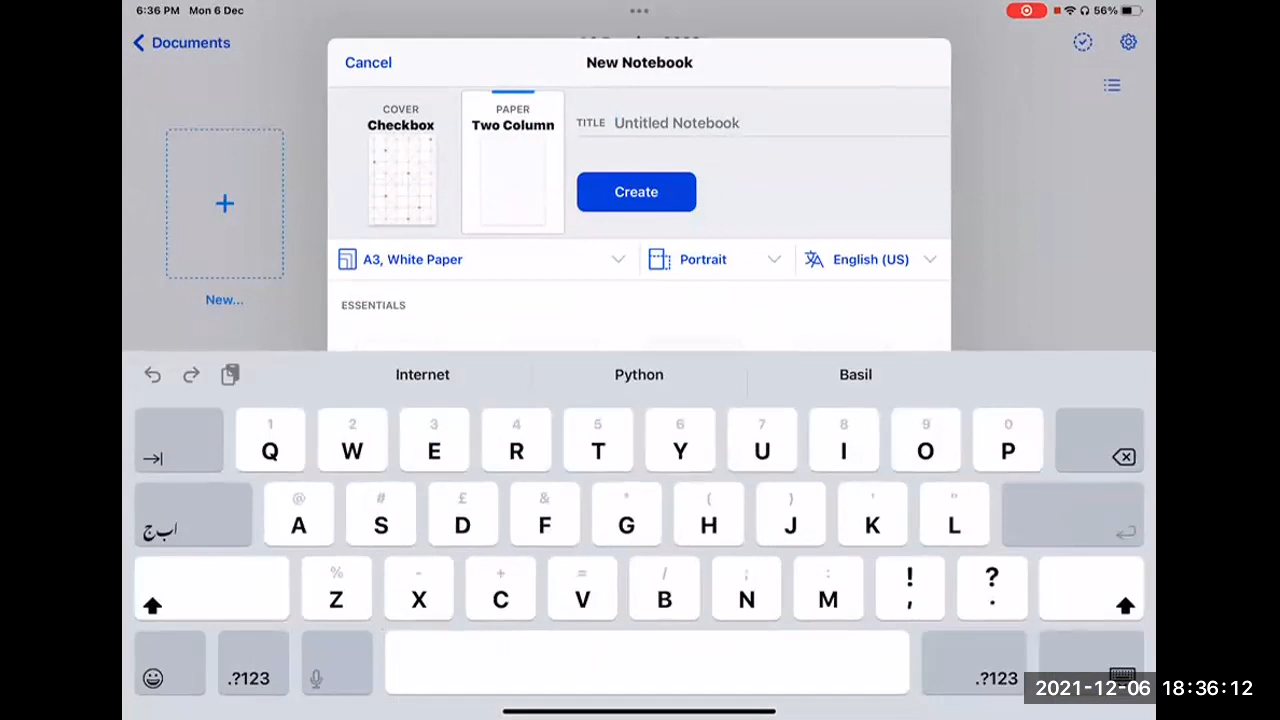 6:36 PM Mon 6 Dec
56%
Documents
Cancel
New Notebook
COVER
Checkbox
PAPER
Two Column
TITLE Untitled Notebook
Create
A3, White Paper
Portrait
English (US)
New...
ESSENTIALS
Internet
Python
Basil
1 2 3 4 5 6 7 8 9 0
Q W E R T Y U I O P
@ # £ & * ( ) ' "
اب‌ج A S D F G H J K L
% - + = / ; : ! ?
Z X C V B N M , .
.?123
.?123
2021-12-06 18:36:12